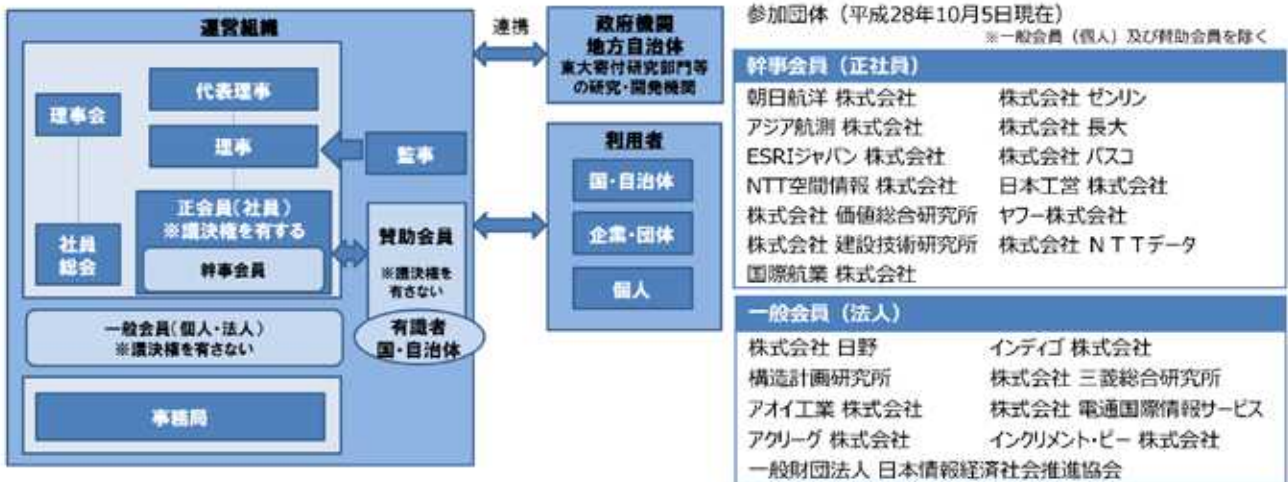 運営組織
理事会
社員
総会
代表理事
理事
監事
正会員(社員)
※議決権を有する
幹事会員
賛助会員
※議決権を
有さない
有識者
国・自治体
一般会員(個人・法人)
※議決権を有さない
事務局
連携
政府機関
地方自治体
東大寄付研究部門等
の研究・開発機関
利用者
国・自治体
企業・団体
個人
参加団体（平成28年10月5日現在）
※一般会員（個人）及び賛助会員を除く
幹事会員（正社員）
朝日航洋 株式会社 株式会社 ゼンリン
アジア航測 株式会社 株式会社 長大
ESRIジャパン 株式会社 株式会社 パスコ
NTT空間情報 株式会社 日本工営 株式会社
株式会社 価値総合研究所 ヤフー株式会社
株式会社 建設技術研究所 株式会社 ＮＴＴデータ
国際航業 株式会社
一般会員（法人）
株式会社 日野 インディゴ 株式会社
構造計画研究所 株式会社 三菱総合研究所
アオイ工業 株式会社 株式会社 電通国際情報サービス
アクリーグ 株式会社 インクリメント・ピー 株式会社
一般財団法人 日本情報経済社会推進協会